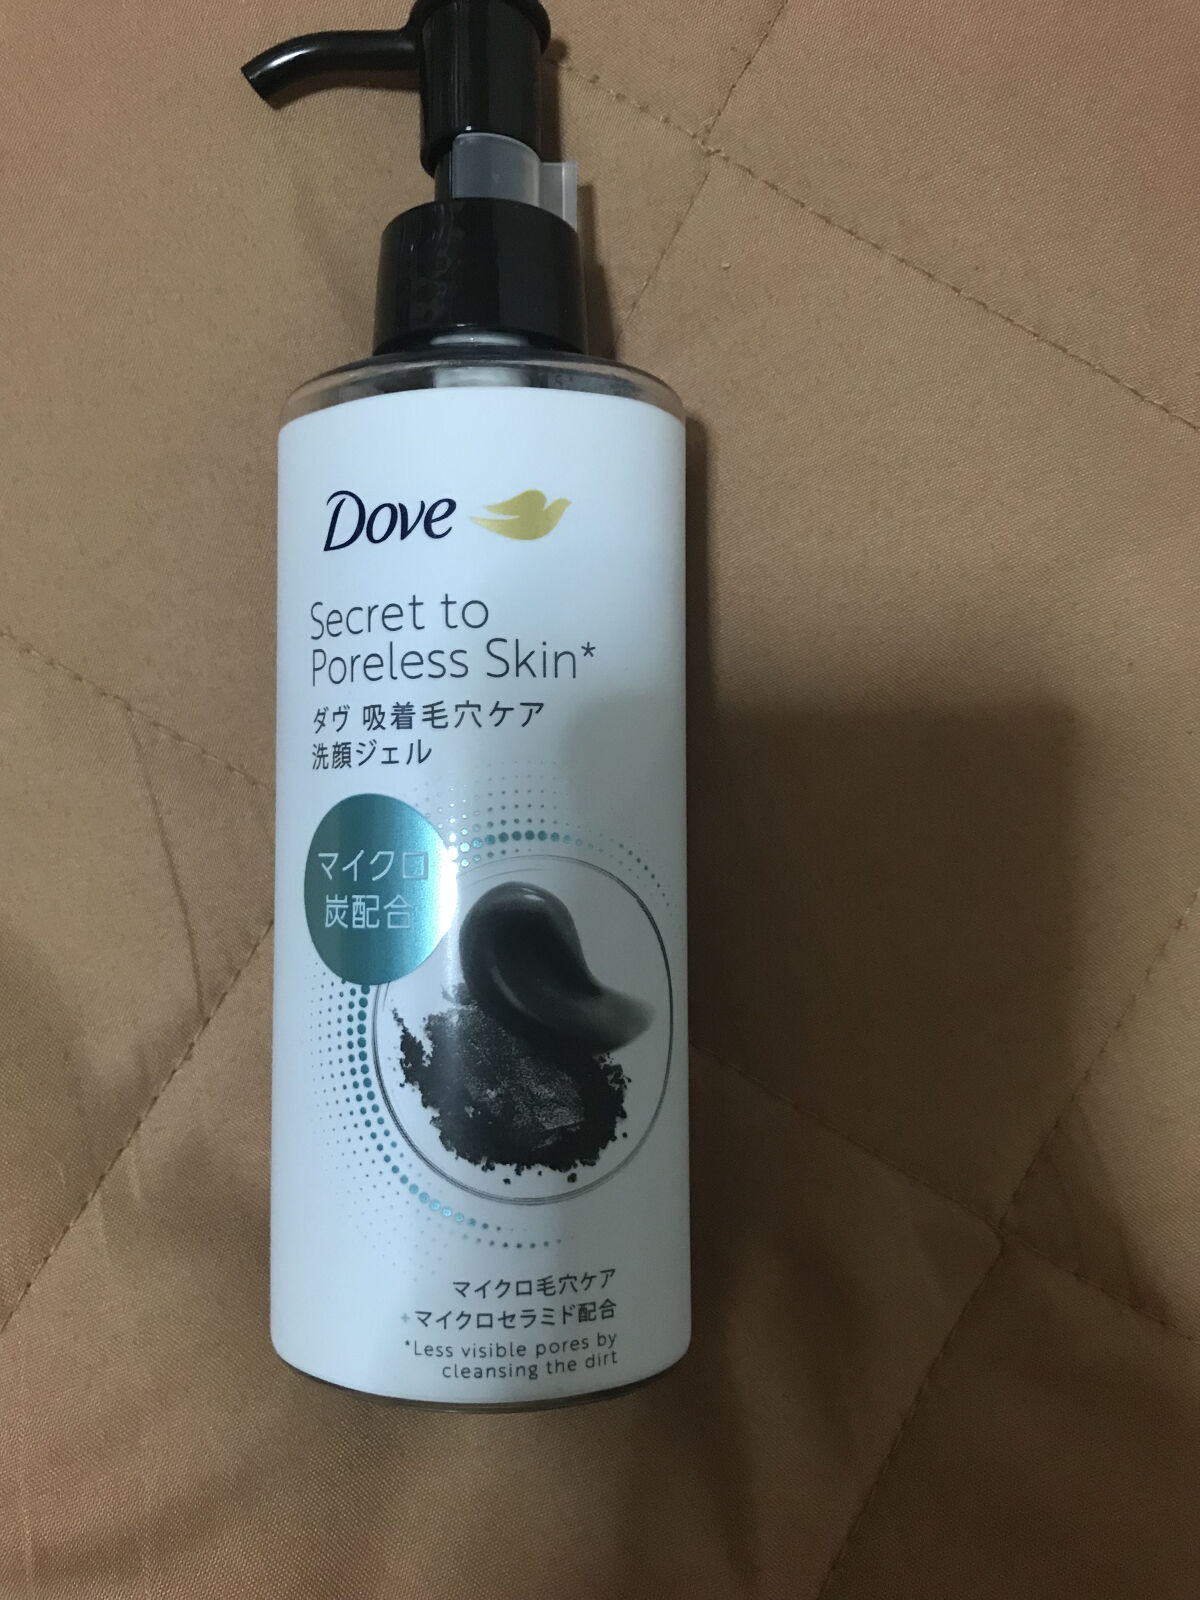 Dove
Secret to
Poreless Skin*
ダヴ 吸着毛穴ケア
洗顔ジェル
マイクロ
炭配合
マイクロ毛穴ケア
+マイクロセラミド配合
*Less visible pores by
cleansing the dirt